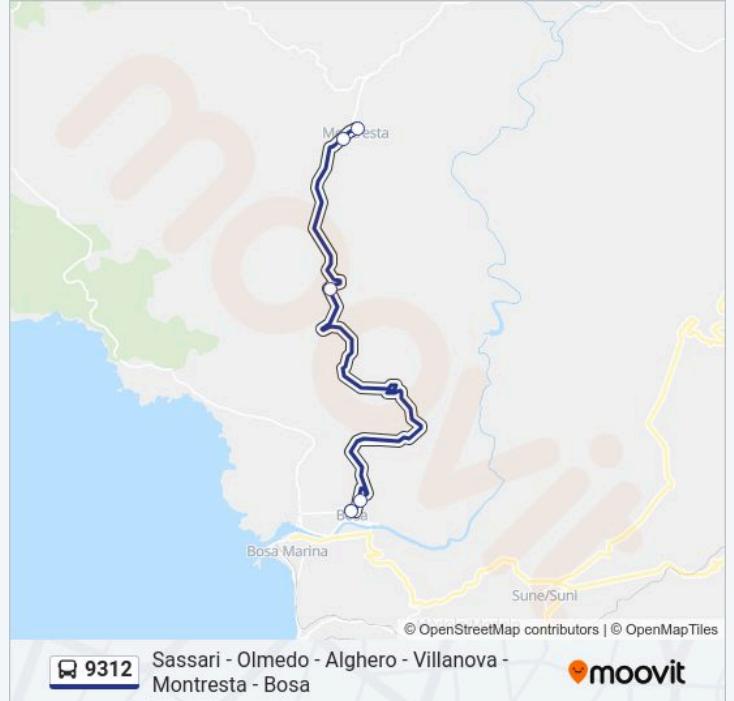 Montresta
Bosa
Bosa Marina
Sune/Suni
© OpenStreetMap contributors | © OpenMapTiles
9312
Sassari - Olmedo - Alghero - Villanova -
Montresta - Bosa
moovit